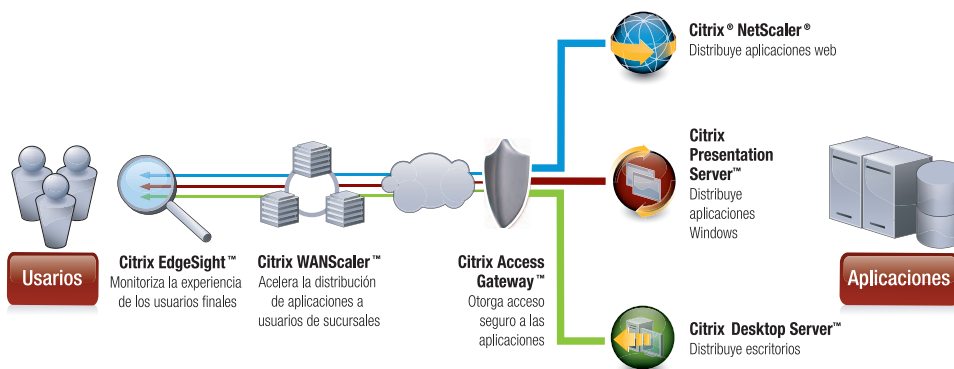 Usarios
Citrix EdgeSight™
Monitoriza la experiencia
de los usuarios finales
Citrix WANScaler™
Acelera la distribución
de aplicaciones a
usuarios de sucursales
Citrix Access
Gateway™
Otorga acceso
seguro a las
aplicaciones
Citrix® NetScaler®
Distribuye aplicaciones web
Citrix
Presentation
Server™
Distribuye
aplicaciones
Windows
Citrix Desktop Server™
Distribuye escritorios
Aplicaciones